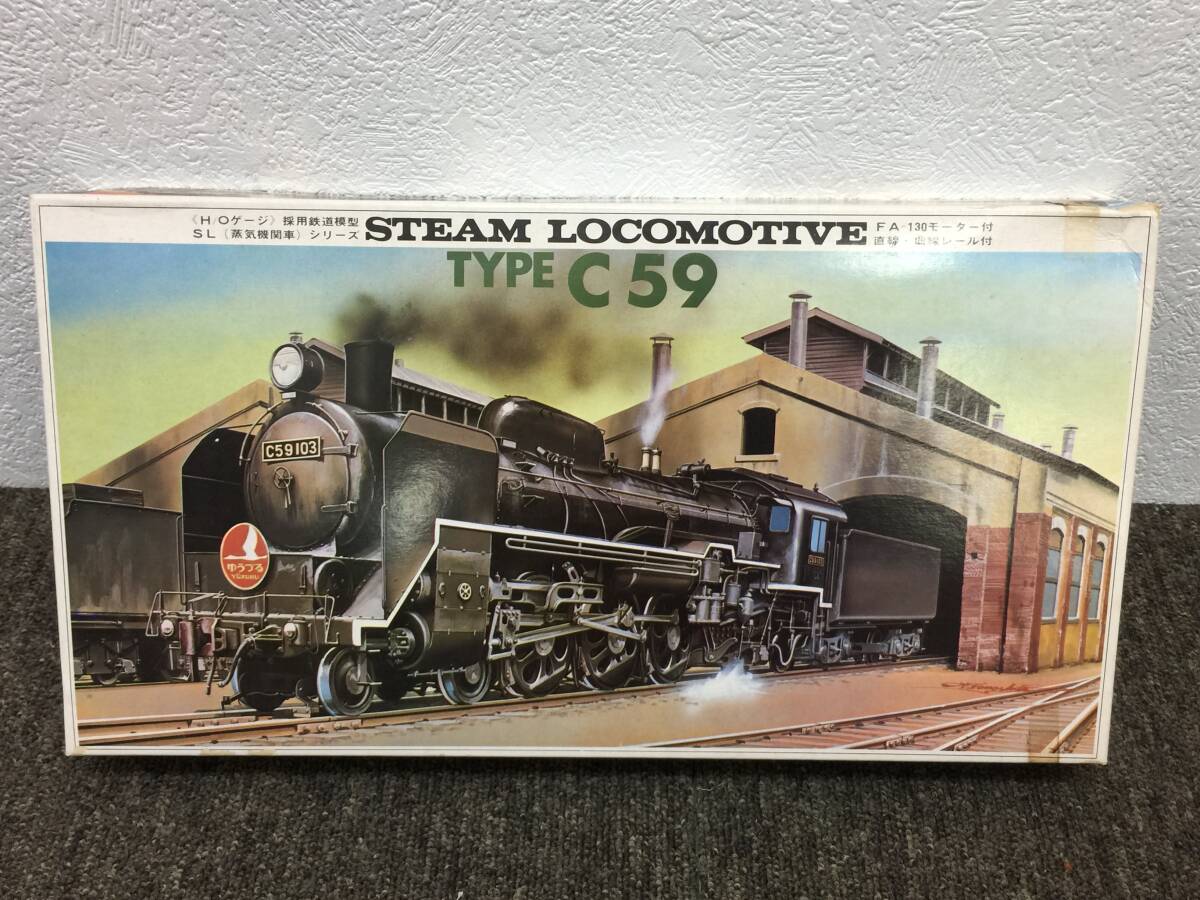 《H/Oゲージ》採用鉄道模型
SL(蒸気機関車)シリーズ
STEAM LOCOMOTIVE
FA-130モーター付
直線・曲線レール付
TYPE C59
C59103
ゆうづる
YŪZURU